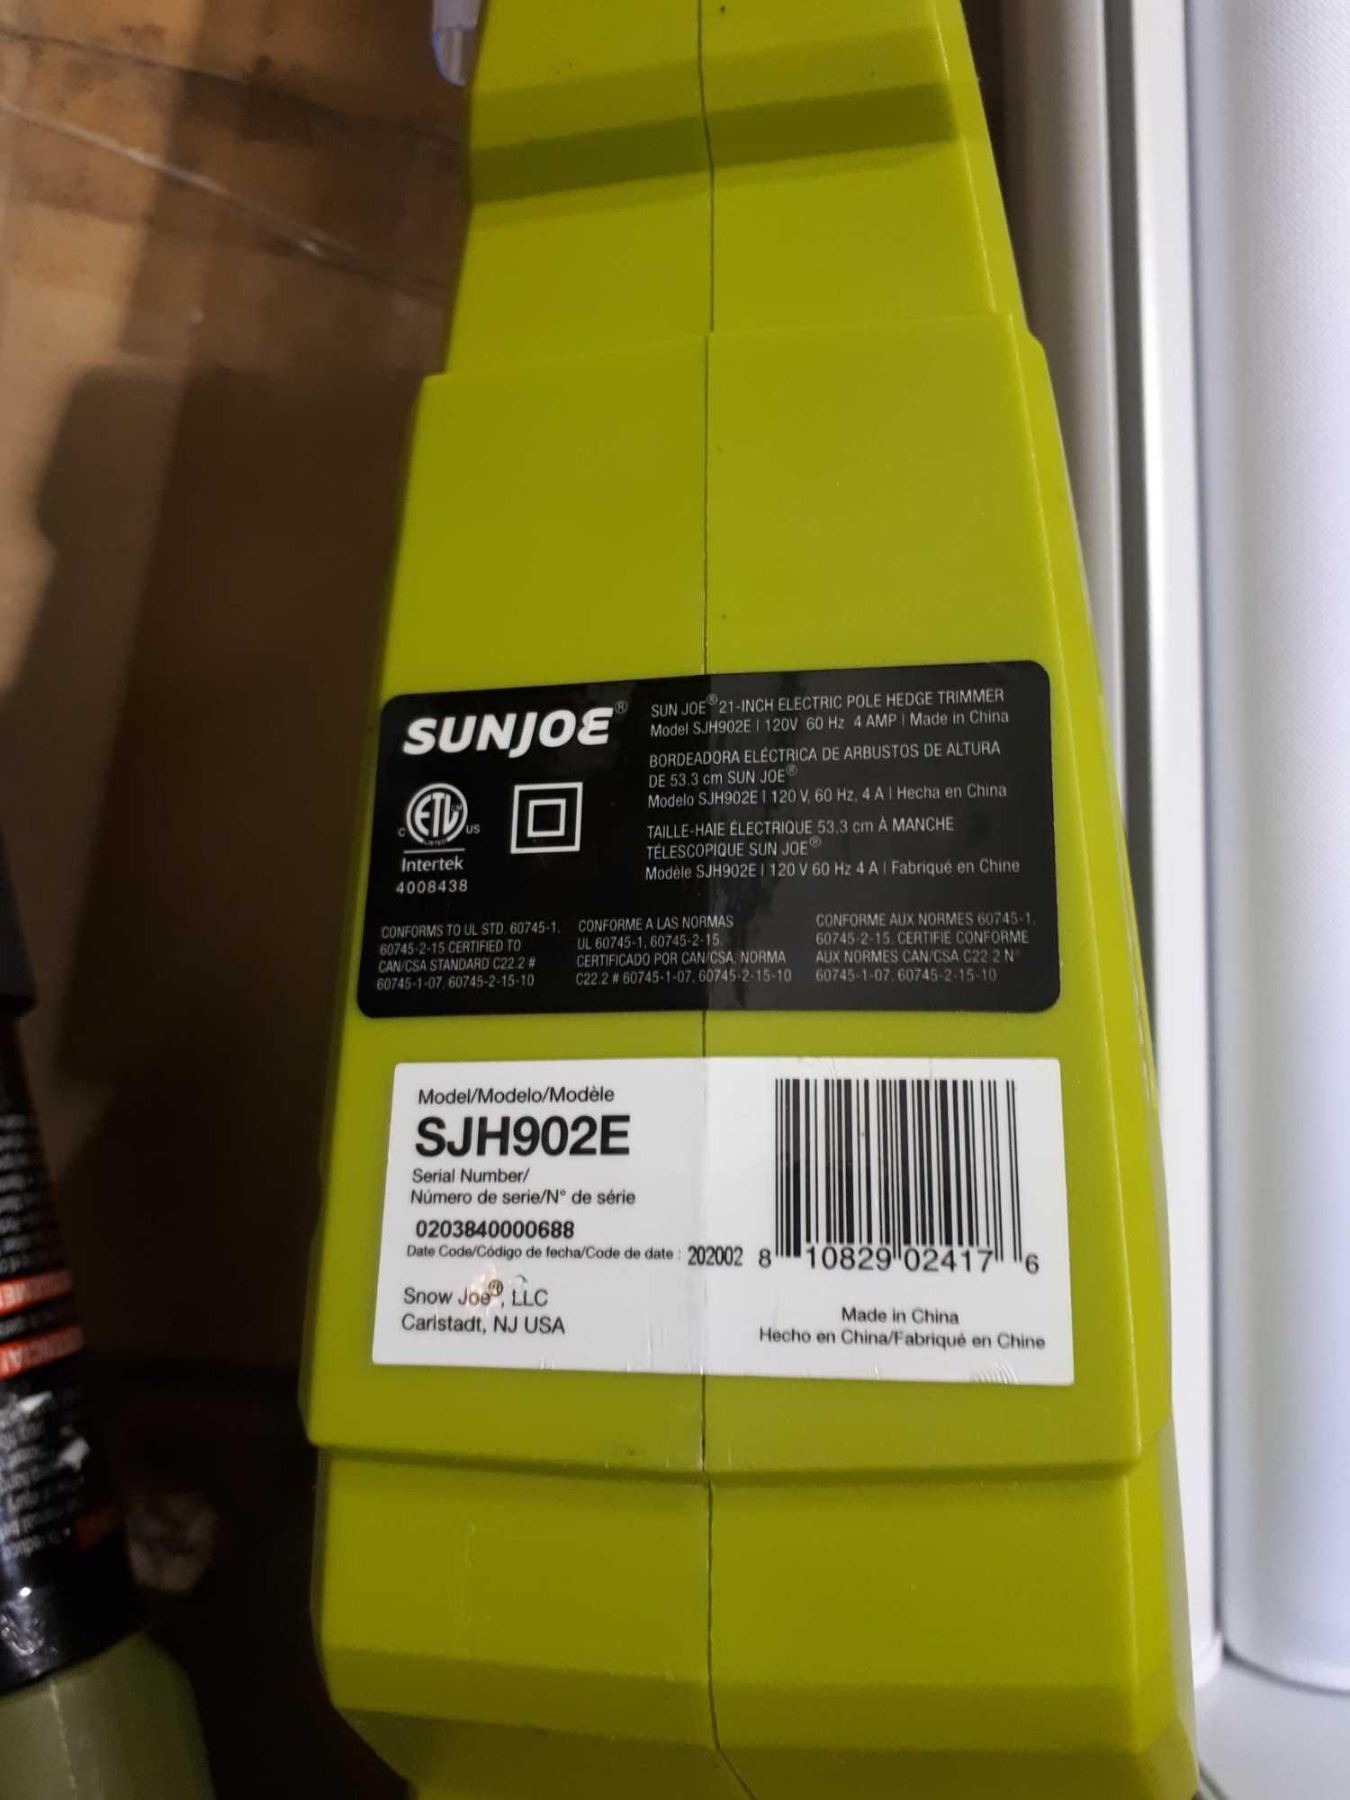 SUNJOE®
SUN JOE® 21-INCH ELECTRIC POLE HEDGE TRIMMER
Model SJH902E | 120V 60 Hz 4 AMP | Made in China
BORDEADORA ELÉCTRICA DE ARBUSTOS DE ALTURA
DE 53.3 cm SUN JOE®
Modelo SJH902E | 120 V, 60 Hz, 4 A | Hecha en China
TAILLE-HAIE ÉLECTRIQUE 53,3 cm À MANCHE
TÉLESCOPIQUE SUN JOE®
Modèle SJH902E | 120 V 60 Hz 4 A | Fabriqué en Chine
ETL CM
LISTED
C US
Intertek
4008438
CONFORMS TO UL STD. 60745-1,
60745-2-15 CERTIFIED TO
CAN/CSA STANDARD C22.2 #
60745-1-07, 60745-2-15-10
CONFORME A LAS NORMAS
UL 60745-1, 60745-2-15.
CERTIFICADO POR CAN/CSA, NORMA
C22.2 # 60745-1-07, 60745-2-15-10
CONFORME AUX NORMES 60745-1,
60745-2-15. CERTIFIE CONFORME
AUX NORMES CAN/CSA C22 2 N°
60745-1-07, 60745-2-15-10
Model/Modelo/Modèle
SJH902E
Serial Number/
Número de serie/N° de série
0203840000688
Date Code/Código de fecha/Code de date : 202002
Snow Joe®, LLC
Carlstadt, NJ USA
8 10829 02417 6
Made in China
Hecho en China/Fabriqué en Chine